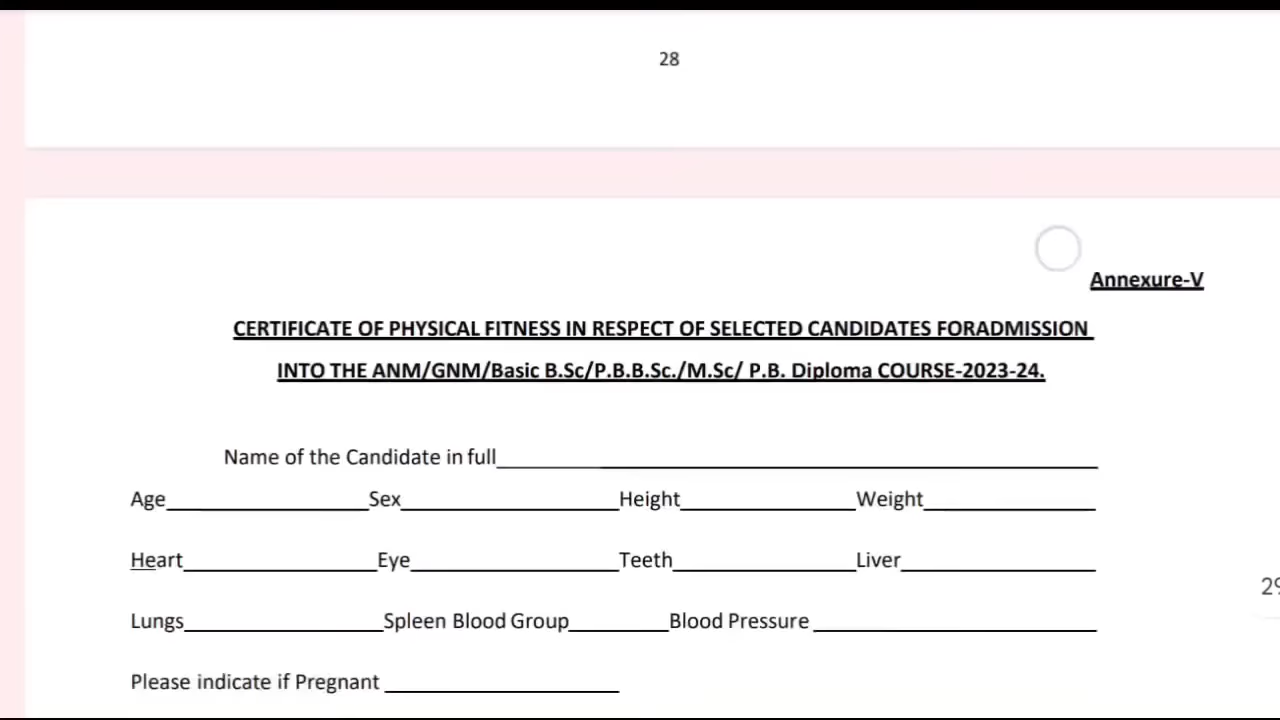 28
Annexure-V
CERTIFICATE OF PHYSICAL FITNESS IN RESPECT OF SELECTED CANDIDATES FORADMISSION
INTO THE ANM/GNM/Basic B.Sc/P.B.B.Sc./M.Sc/ P.B. Diploma COURSE-2023-24.
Name of the Candidate in full
Age Sex Height Weight
Heart Eye Teeth Liver
29
Lungs Spleen Blood Group Blood Pressure
Please indicate if Pregnant